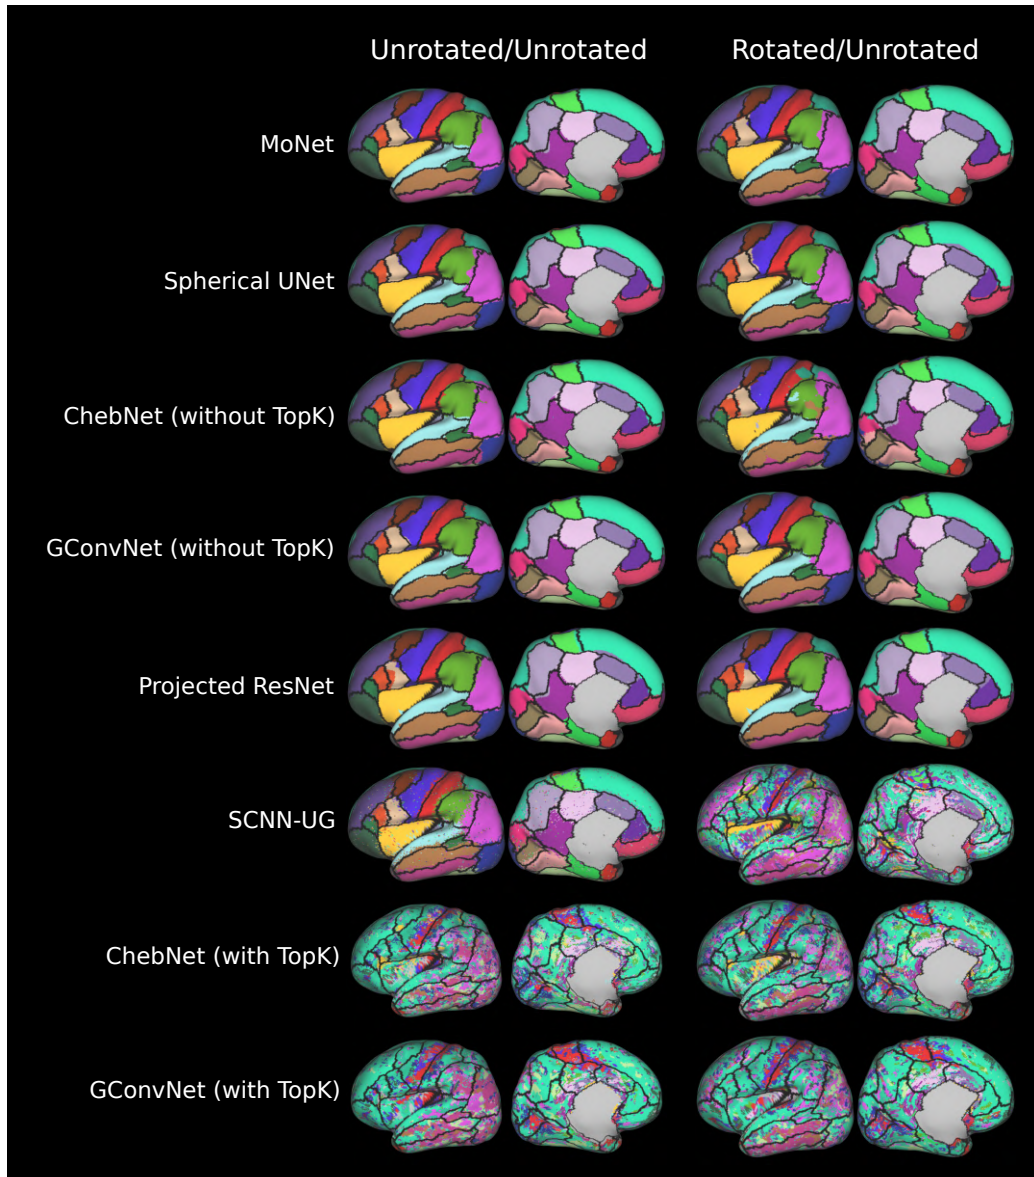 Unrotated/Unrotated
Rotated/Unrotated
MoNet
Spherical UNet
ChebNet (without TopK)
GConvNet (without TopK)
Projected ResNet
SCNN-UG
ChebNet (with TopK)
GConvNet (with TopK)